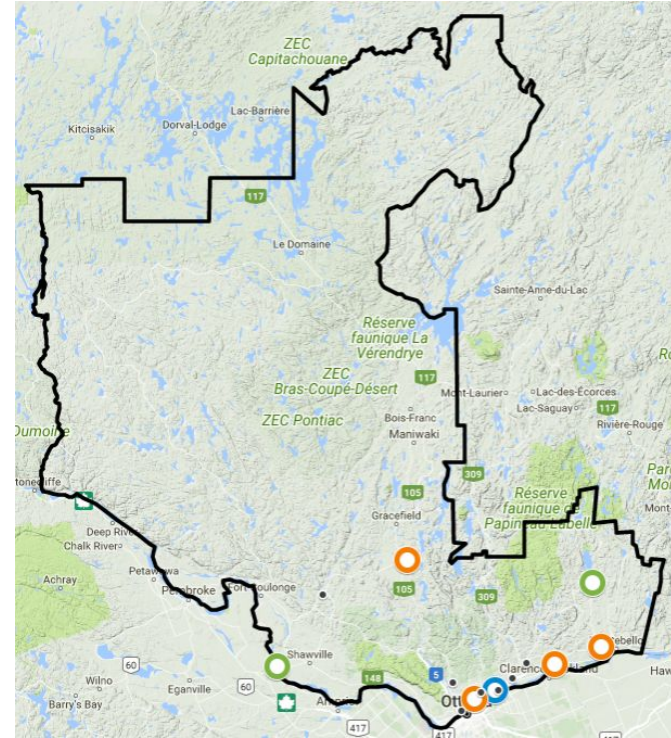 ZEC
Capitachouane
Lac-Barrière
Kitcisakik
Dorval-Lodge
117
Le Domaine
Sainte-Anne-du-Lac
Réserve
faunique La
Vérendrye
ZEC
Bras-Coupe-Désert
117
Mont-Laurier
Lac-des-Écorces
Lac-Saguay
117
Bois-Franc
ZEC Pontiac
Rivière-Rouge
Maniwaki
Dumoine
309
105
Réserve
faunique de
Papineau Labelle
Gracefield
Deep River
Chalk River
Achray
Petawawa
Pembroke
Fort-Coulonge
105
309
Shawville
60
148
5
Wilno
Eganville
Barry's Bay
60
417
417